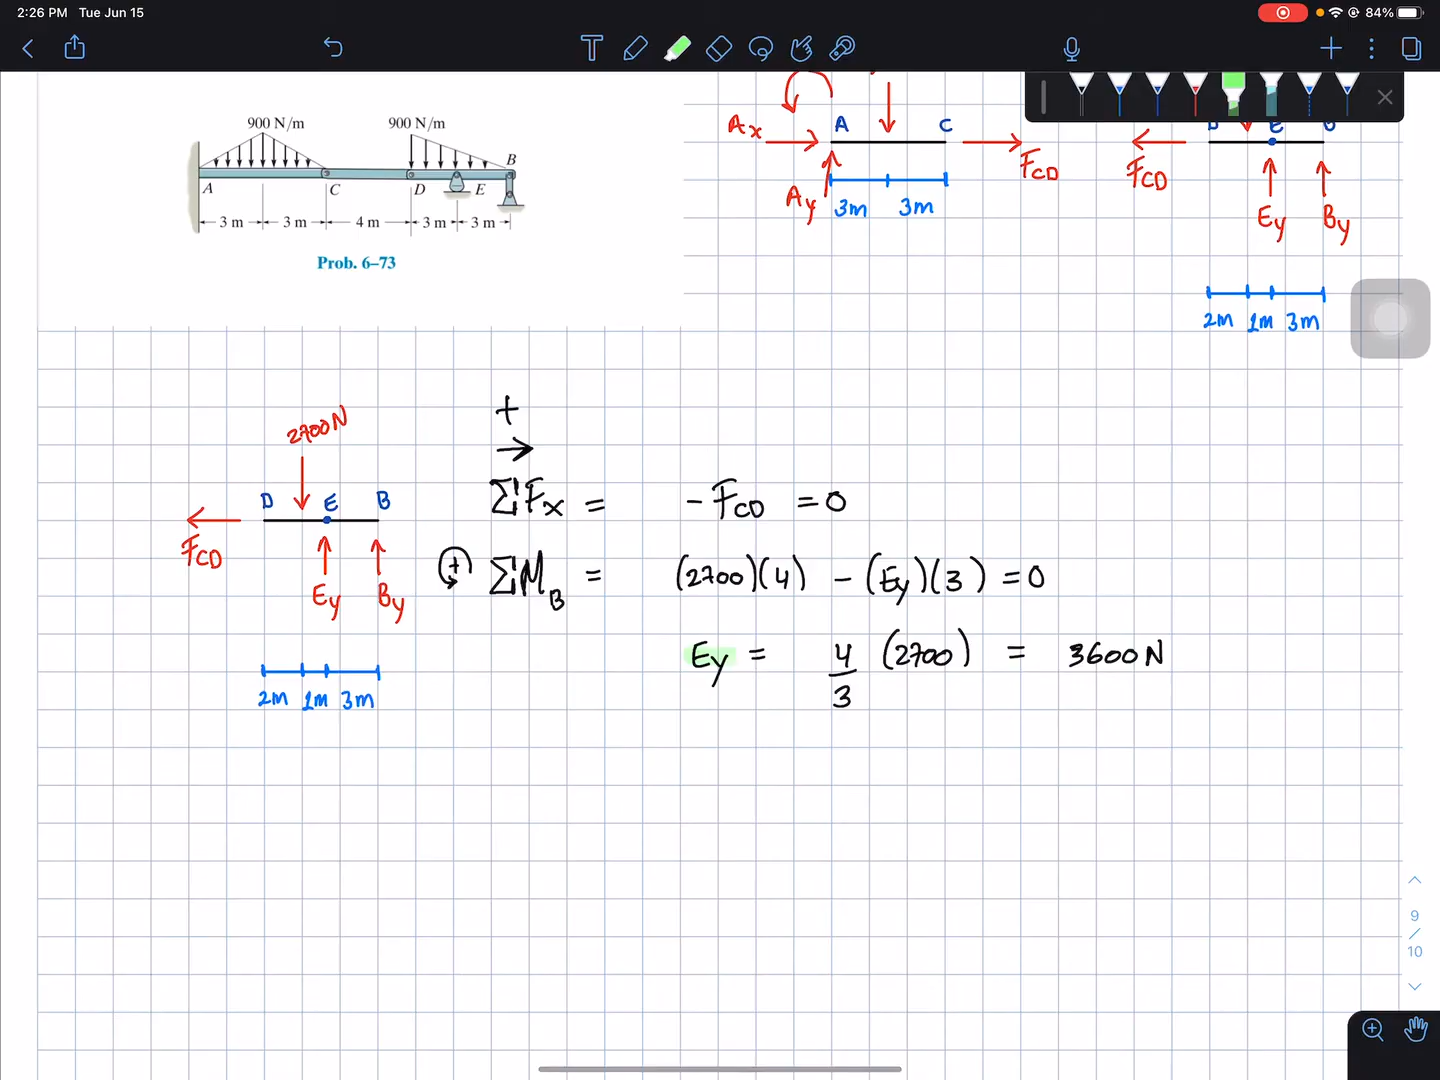 2:26 PM Tue Jun 15
84%
900 N/m 900 N/m
B
A C D E
3 m 3 m 4 m 3 m 3 m
Prob. 6–73
Ax A C
FCD
Ay
3m 3m
E
FCD
Ey By
2m 1m 3m
2700N
D E B
FCD
Ey By
2m 1m 3m
+
→
ΣFx = - FCD = 0
+ ΣMB = (2700)(4) - (Ey)(3) = 0
Ey = 4/3 (2700) = 3600N
9
/
10